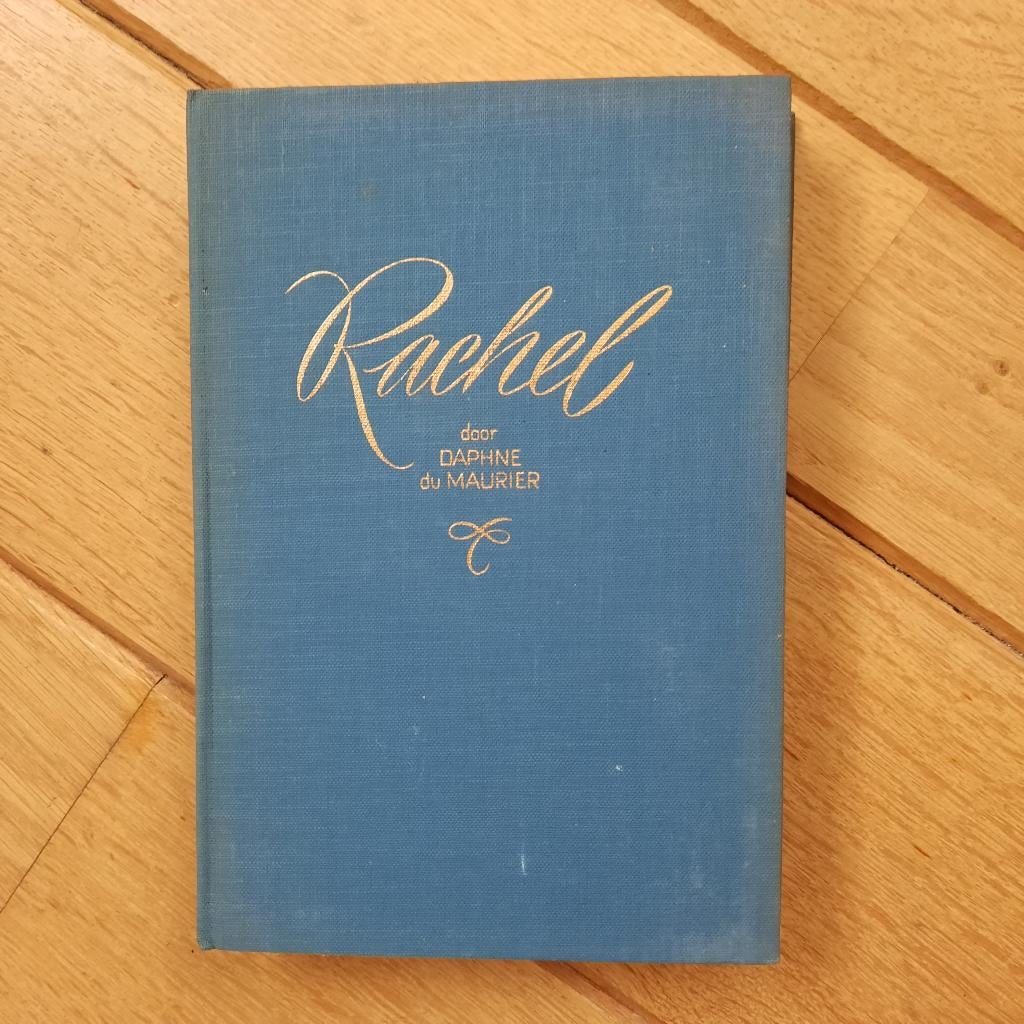 Rachel
door
DAPHNE
du MAURIER